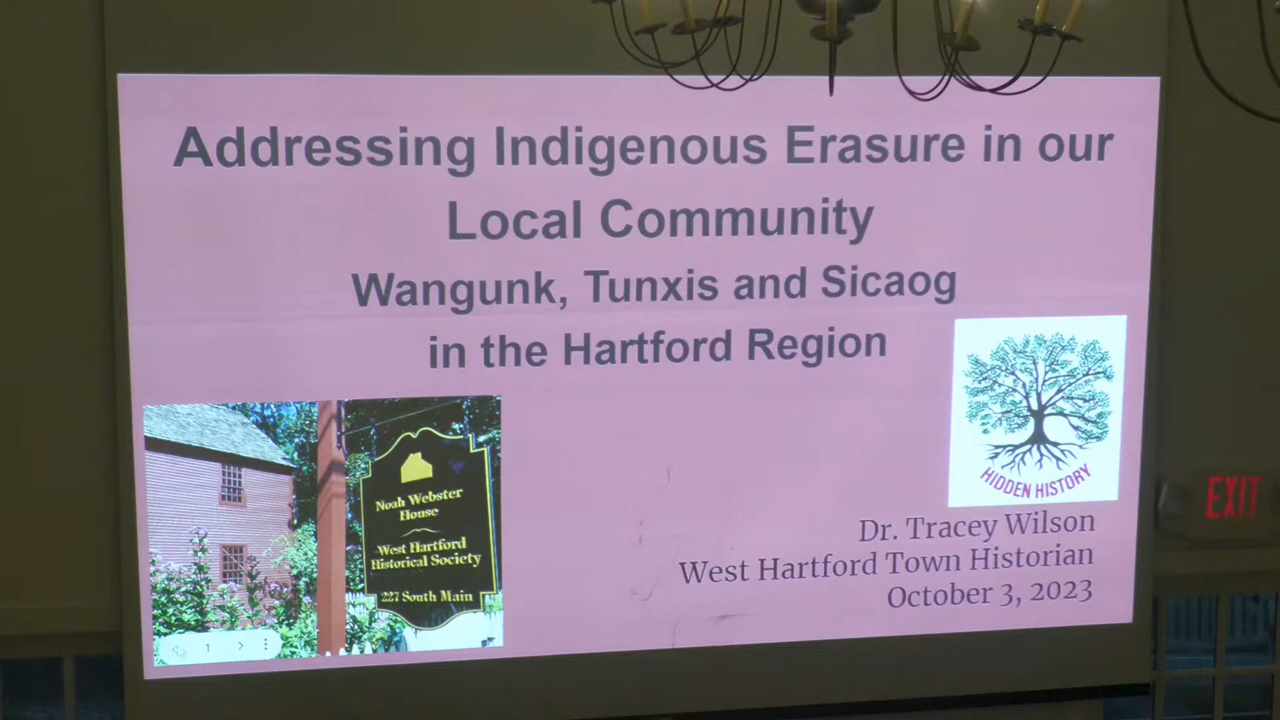 Addressing Indigenous Erasure in our
Local Community
Wangunk, Tunxis and Sicaog
in the Hartford Region
HIDDEN HISTORY
Noah Webster
House
West Hartford
Historical Society
227 South Main
1
Dr. Tracey Wilson
West Hartford Town Historian
October 3, 2023
EXIT